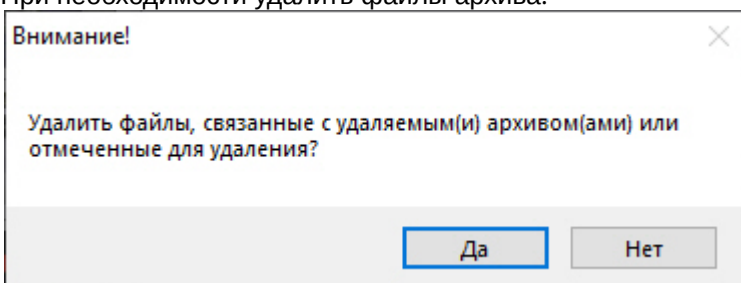 При необходимости удалить файлы архива:
Внимание!
Удалить файлы, связанные с удаляемым(и) архивом(ами) или
отмеченные для удаления?
Да
Нет